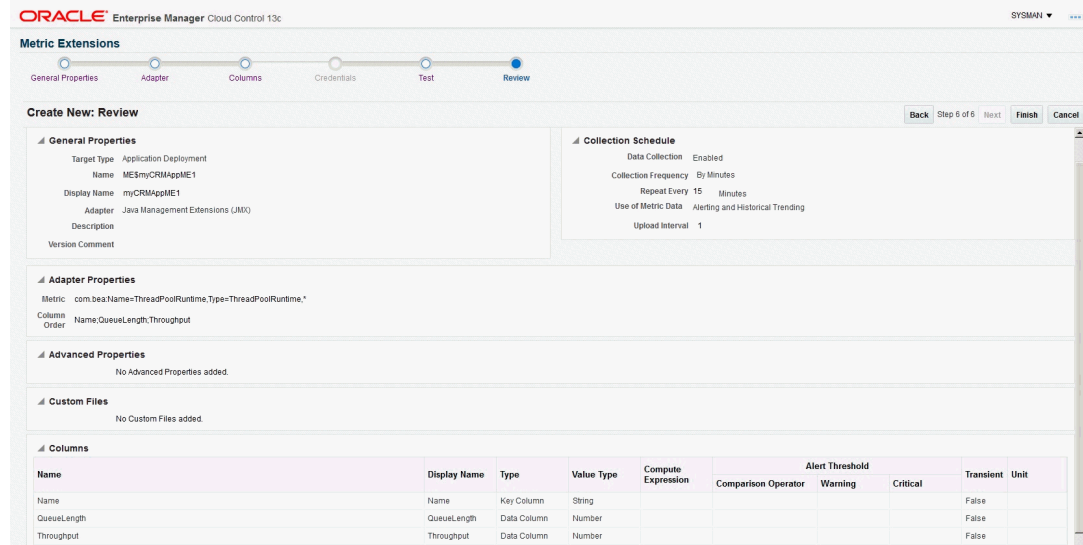 ORACLE Enterprise Manager Cloud Control 13c SYSMAN
Metric Extensions
General Properties Adapter Columns Credentials Test Review
Create New: Review Back Step 6 of 6 Next Finish Cancel
General Properties
Target Type Application Deployment
Name ME$myCRMAppME1
Display Name myCRMAppME1
Adapter Java Management Extensions (JMX)
Description
Version Comment
Collection Schedule
Data Collection Enabled
Collection Frequency By Minutes
Repeat Every 15 Minutes
Use of Metric Data Alerting and Historical Trending
Upload Interval 1
Adapter Properties
Metric com.bea:Name=ThreadPoolRuntime,Type=ThreadPoolRuntime,*
Column
Order Name;QueueLength;Throughput
Advanced Properties
No Advanced Properties added.
Custom Files
No Custom Files added.
Columns
Name Display Name Type Value Type Compute Expression Alert Threshold Transient Unit
Comparison Operator Warning Critical
Name Name Key Column String False
QueueLength QueueLength Data Column Number False
Throughput Throughput Data Column Number False